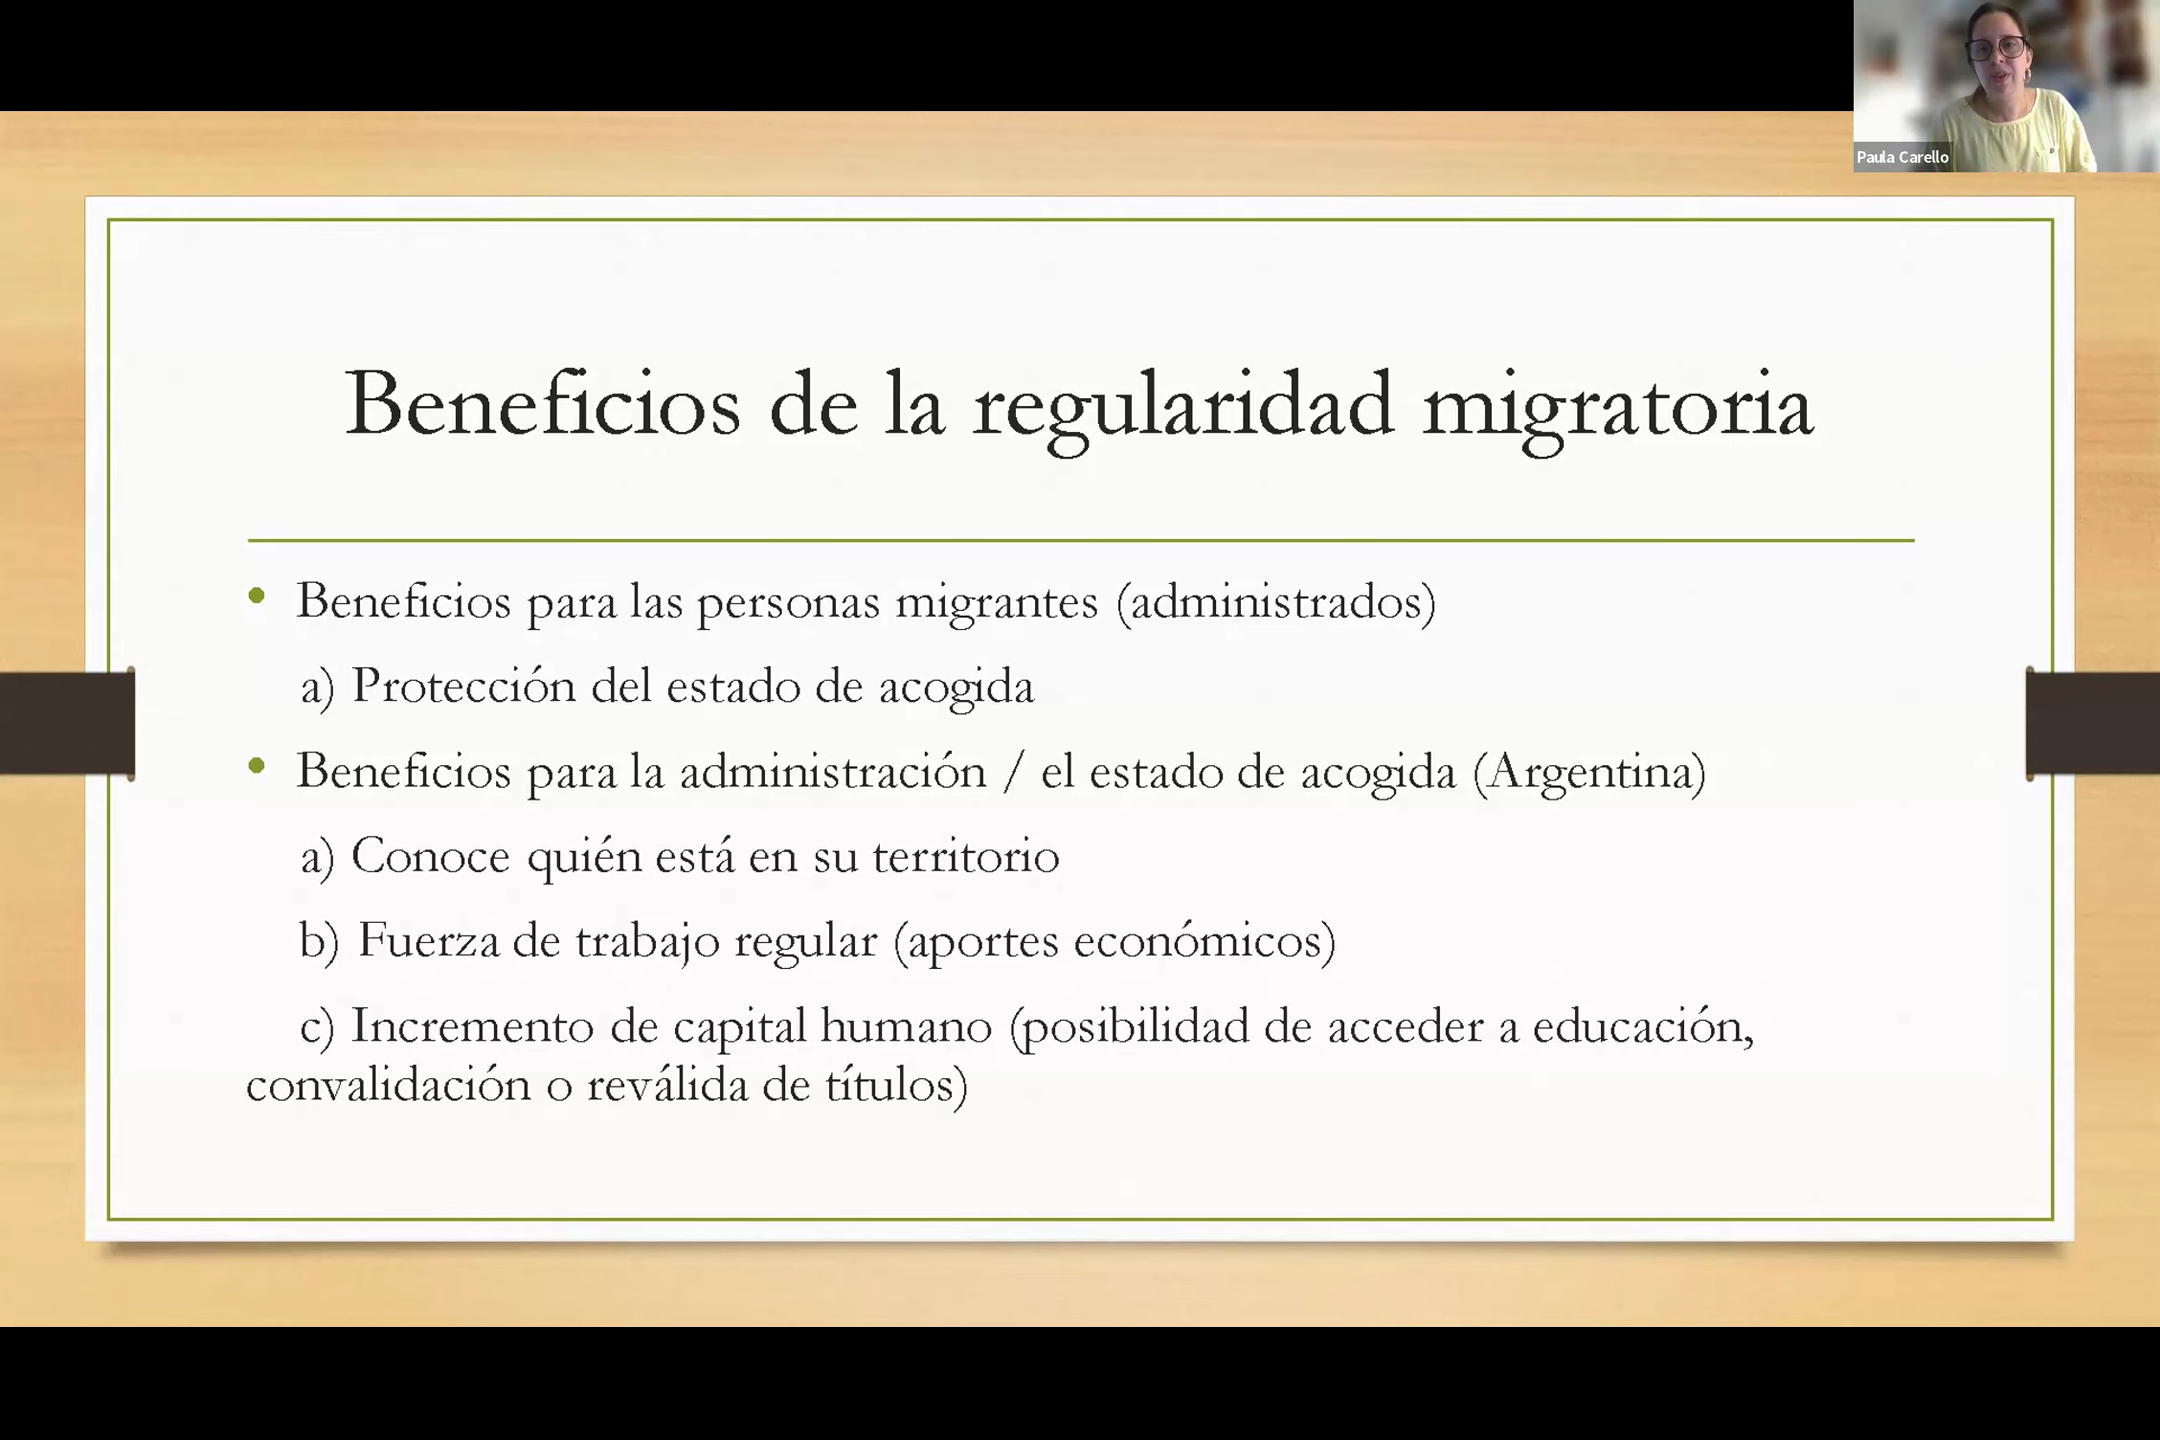 Paula Carello
Beneficios de la regularidad migratoria
• Beneficios para las personas migrantes (administrados)
a) Protección del estado de acogida
• Beneficios para la administración / el estado de acogida (Argentina)
a) Conoce quién está en su territorio
b) Fuerza de trabajo regular (aportes económicos)
c) Incremento de capital humano (posibilidad de acceder a educación,
convalidación o reválida de títulos)